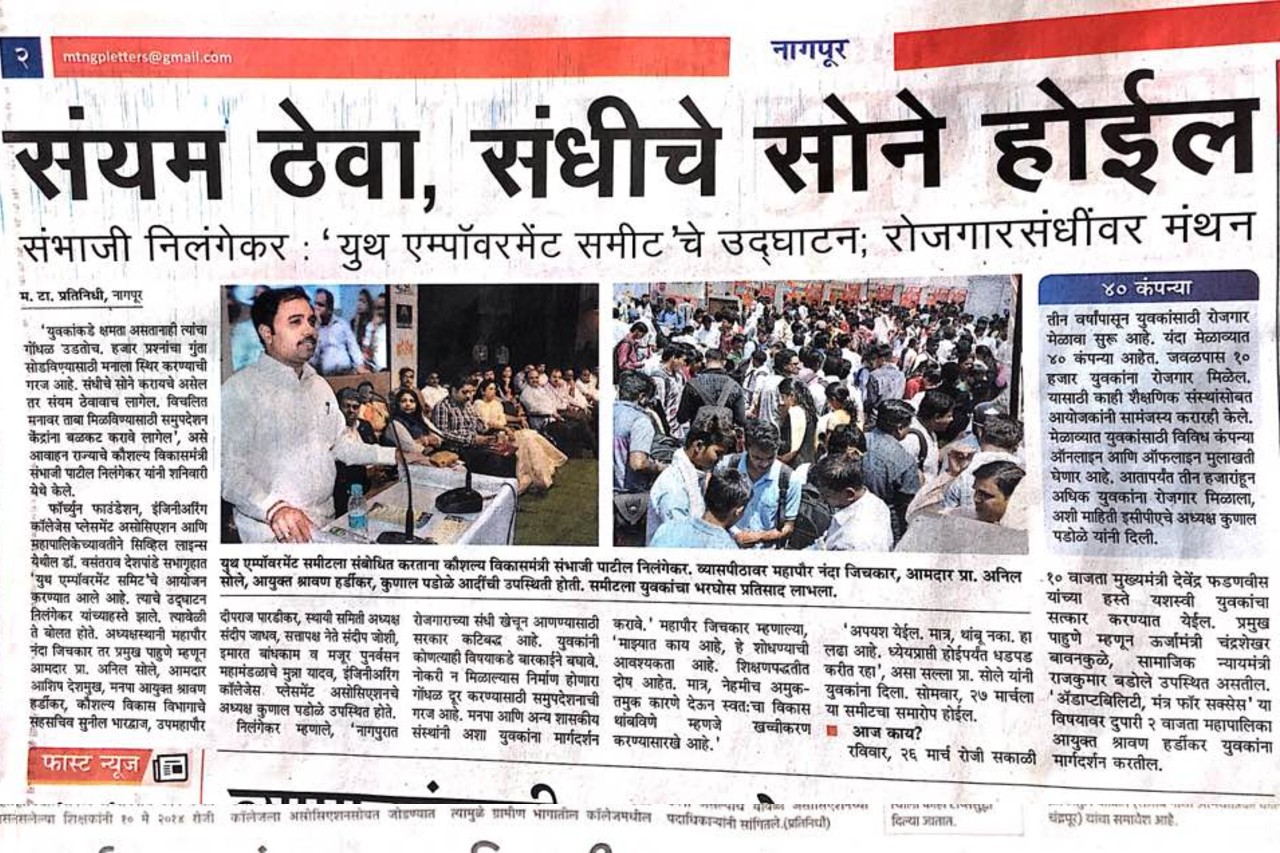 २
mtngpletters@gmail.com
नागपूर
संयम ठेवा, संधीचे सोने होईल
संभाजी निलंगेकर : ‘युथ एम्पॉवरमेंट समीट’चे उद्घाटन; रोजगारसंधींवर मंथन
म. टा. प्रतिनिधी, नागपूर
‘युवकांकडे क्षमता असतानाही त्यांचा
गोंधळ उडतोच. हजार प्रश्नांचा गुंता
सोडविण्यासाठी मनाला स्थिर करण्याची
गरज आहे. संधीचे सोने करायचे असेल
तर संयम ठेवावाच लागेल. विचलित
मनावर ताबा मिळविण्यासाठी समुपदेशन
केंद्रांना बळकट करावे लागेल’, असे
आवाहन राज्याचे कौशल्य विकासमंत्री
संभाजी पाटील निलंगेकर यांनी शनिवारी
येथे केले.
फॉर्च्युन फाउंडेशन, इंजिनीअरिंग
कॉलेजेस प्लेसमेंट असोसिएशन आणि
महापालिकेच्यावतीने सिव्हिल लाइन्स
येथील डॉ. वसंतराव देशपांडे सभागृहात
‘युथ एम्पॉवरमेंट समिट’चे आयोजन
करण्यात आले आहे. त्याचे उद्घाटन
निलंगेकर यांच्याहस्ते झाले. त्यावेळी
ते बोलत होते. अध्यक्षस्थानी महापौर
नंदा जिचकार तर प्रमुख पाहुणे म्हणून
आमदार प्रा. अनिल सोले, आमदार
आशिष देशमुख, मनपा आयुक्त श्रावण
हर्डीकर, कौशल्य विकास विभागाचे
सहसचिव सुनील भारद्वाज, उपमहापौर
युथ एम्पॉवरमेंट समीटला संबोधित करताना कौशल्य विकासमंत्री संभाजी पाटील निलंगेकर. व्यासपीठावर महापौर नंदा जिचकार, आमदार प्रा. अनिल
सोले, आयुक्त श्रावण हर्डीकर, कुणाल पडोळे आदींची उपस्थिती होती. समीटला युवकांचा भरघोस प्रतिसाद लाभला.
दीपराज पारडीकर, स्थायी समिती अध्यक्ष
संदीप जाधव, सत्तापक्ष नेते संदीप जोशी,
इमारत बांधकाम व मजूर पुनर्वसन
महामंडळाचे मुन्ना यादव, इंजिनीअरिंग
कॉलेजेस प्लेसमेंट असोसिएशनचे
अध्यक्ष कुणाल पडोळे उपस्थित होते.
निलंगेकर म्हणाले, ‘नागपुरात
रोजगाराच्या संधी खेचून आणण्यासाठी
सरकार कटिबद्ध आहे. युवकांनी
कोणत्याही विषयाकडे बारकाईने बघावे.
नोकरी न मिळाल्यास निर्माण होणारा
गोंधळ दूर करण्यासाठी समुपदेशनाची
गरज आहे. मनपा आणि अन्य शासकीय
संस्थांनी अशा युवकांना मार्गदर्शन
करावे.’ महापौर जिचकार म्हणाल्या,
‘माझ्यात काय आहे, हे शोधण्याची
आवश्यकता आहे. शिक्षणपद्धतीत
दोष आहेत. मात्र, नेहमीच अमुक-
तमुक कारणे देऊन स्वत:चा विकास
थांबविणे म्हणजे खच्चीकरण
करण्यासारखे आहे.’
‘अपयश येईल. मात्र, थांबू नका. हा
लढा आहे. ध्येयप्राप्ती होईपर्यंत धडपड
करीत रहा’, असा सल्ला प्रा. सोले यांनी
युवकांना दिला. सोमवार, २७ मार्चला
या समीटचा समारोप होईल.
आज काय?
रविवार, २६ मार्च रोजी सकाळी
४० कंपन्या
तीन वर्षांपासून युवकांसाठी रोजगार
मेळावा सुरू आहे. यंदा मेळाव्यात
४० कंपन्या आहेत. जवळपास १०
हजार युवकांना रोजगार मिळेल.
यासाठी काही शैक्षणिक संस्थांसोबत
आयोजकांनी सामंजस्य करारही केले.
मेळाव्यात युवकांसाठी विविध कंपन्या
ऑनलाइन आणि ऑफलाइन मुलाखती
घेणार आहे. आतापर्यंत तीन हजारांहून
अधिक युवकांना रोजगार मिळाला,
अशी माहिती इसीपीएचे अध्यक्ष कुणाल
पडोळे यांनी दिली.
१० वाजता मुख्यमंत्री देवेंद्र फडणवीस
यांच्या हस्ते यशस्वी युवकांचा
सत्कार करण्यात येईल. प्रमुख
पाहुणे म्हणून ऊर्जामंत्री चंद्रशेखर
बावनकुळे, सामाजिक न्यायमंत्री
राजकुमार बडोले उपस्थित असतील.
‘अ‍ॅडाप्टबिलिटी, मंत्र फॉर सक्सेस’ या
विषयावर दुपारी २ वाजता महापालिका
आयुक्त श्रावण हर्डीकर युवकांना
मार्गदर्शन करतील.
फास्ट न्यूज
शिक्षकांनी १० मे २०१४ रोजी
कॉलेजला असोसिएशनसोबत जोडण्यात
त्यामुळे ग्रामीण भागातील कॉलेजमधील
पदाधिकाऱ्यांनी सांगितले.(प्रतिनिधी)
दिल्या जातात.
चंद्रपूर) यांचा समावेश आहे.